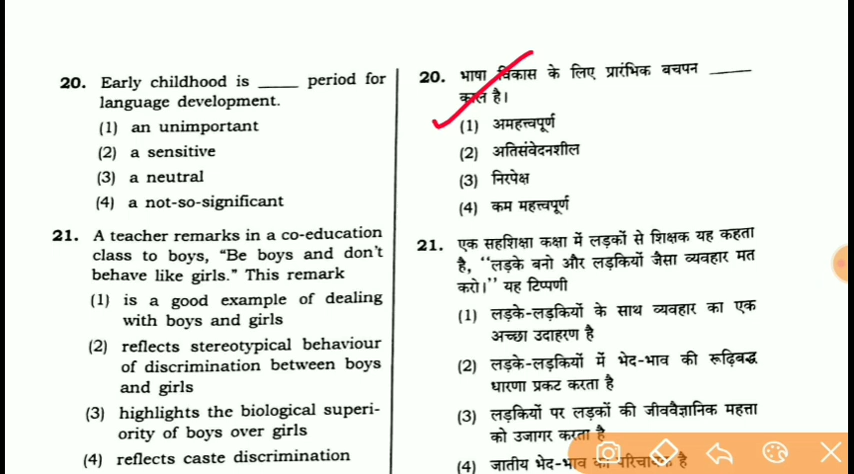 20. Early childhood is _____ period for
language development.
(1) an unimportant
(2) a sensitive
(3) a neutral
(4) a not-so-significant
21. A teacher remarks in a co-education
class to boys, “Be boys and don’t
behave like girls.” This remark
(1) is a good example of dealing
with boys and girls
(2) reflects stereotypical behaviour
of discrimination between boys
and girls
(3) highlights the biological superi-
ority of boys over girls
(4) reflects caste discrimination
20. भाषा विकास के लिए प्रारंभिक बचपन _____
काल है।
(1) अमहत्त्वपूर्ण
(2) अतिसंवेदनशील
(3) निरपेक्ष
(4) कम महत्त्वपूर्ण
21. एक सहशिक्षा कक्षा में लड़कों से शिक्षक यह कहता
है, ‘‘लड़के बनो और लड़कियों जैसा व्यवहार मत
करो।’’ यह टिप्पणी
(1) लड़के-लड़कियों के साथ व्यवहार का एक
अच्छा उदाहरण है
(2) लड़के-लड़कियों में भेद-भाव की रूढ़िबद्ध
धारणा प्रकट करता है
(3) लड़कियों पर लड़कों की जीववैज्ञानिक महत्ता
को उजागर करता है
(4) जातीय भेद-भाव का है